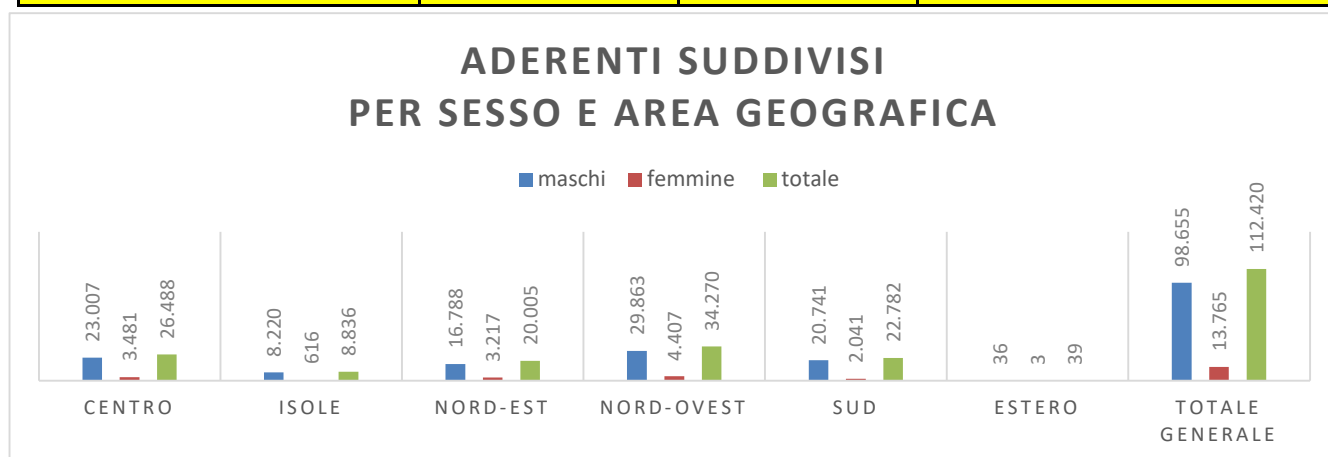 ADERENTI SUDDIVISI
PER SESSO E AREA GEOGRAFICA
maschi femmine totale
23.007 3.481 26.488 8.220 616 8.836 16.788 3.217 20.005 29.863 4.407 34.270 20.741 2.041 22.782 36 3 39 98.655 13.765 112.420
CENTRO ISOLE NORD-EST NORD-OVEST SUD ESTERO TOTALE
GENERALE